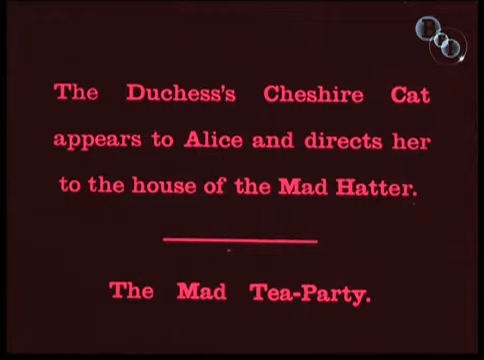 BFI
The Duchess's Cheshire Cat
appears to Alice and directs her
to the house of the Mad Hatter.
The Mad Tea-Party.